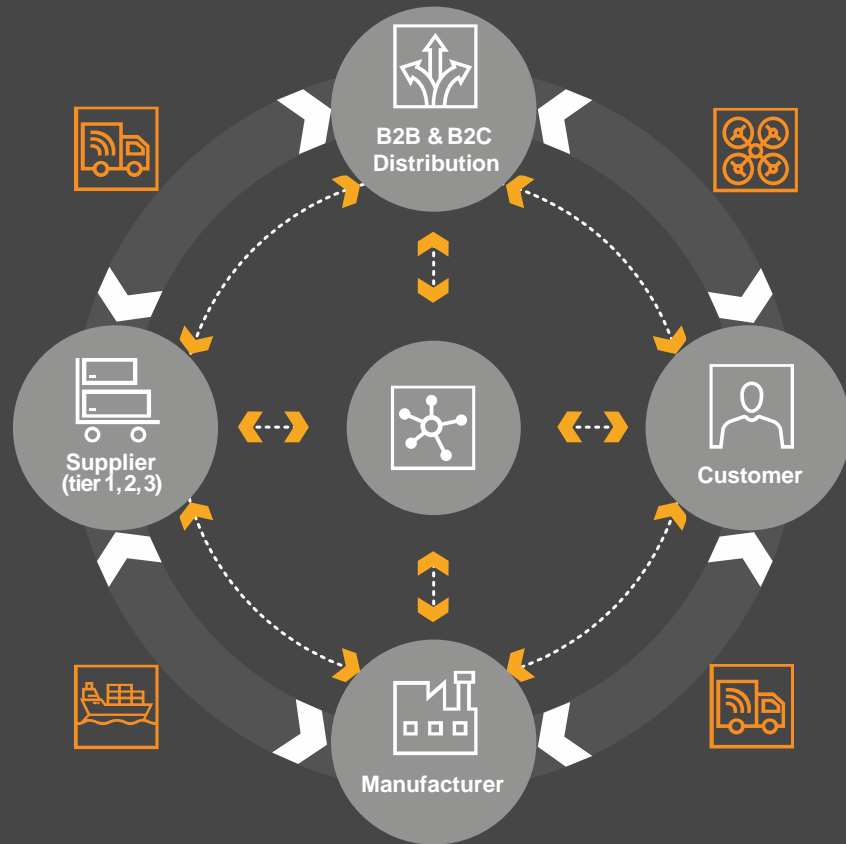 B2B & B2C
Distribution
Supplier
(tier 1, 2, 3)
Customer
Manufacturer